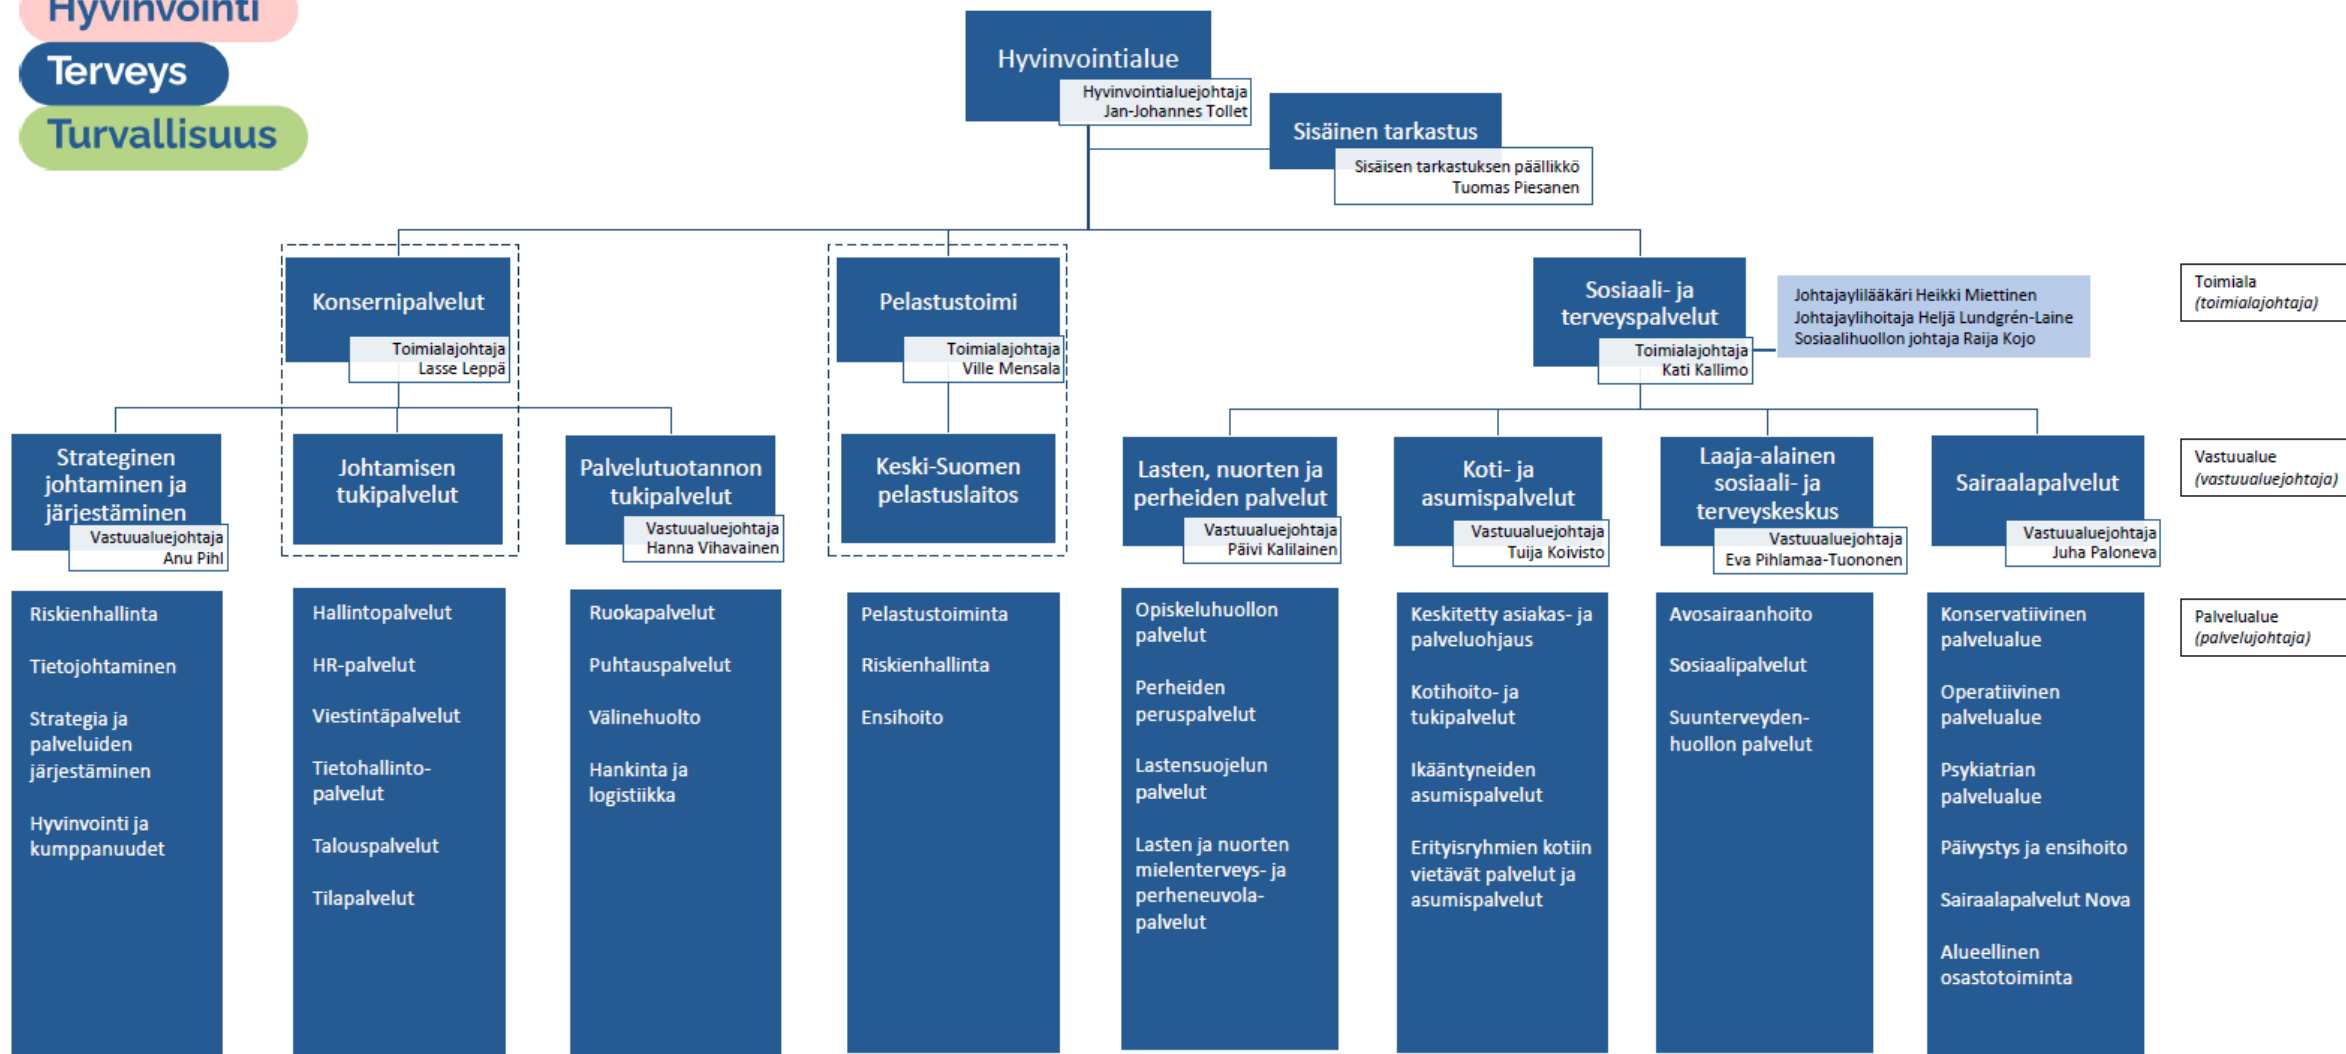 Hyvinvointi
Terveys
Turvallisuus
Hyvinvointialue
Hyvinvointialuejohtaja
Jan-Johannes Tollet
Sisäinen tarkastus
Sisäisen tarkastuksen päällikkö
Tuomas Piesanen
Konsernipalvelut
Toimialajohtaja
Lasse Leppä
Pelastustoimi
Toimialajohtaja
Ville Mensala
Sosiaali- ja
terveyspalvelut
Toimialajohtaja
Kati Kallimo
Johtajaylilääkäri Heikki Miettinen
Johtajaylihoitaja Heljä Lundgrén-Laine
Sosiaalihuollon johtaja Raija Kojo
Toimiala
(toimialajohtaja)
Strateginen
johtaminen ja
järjestäminen
Vastuualuejohtaja
Anu Pihl
Johtamisen
tukipalvelut
Palvelutuotannon
tukipalvelut
Vastuualuejohtaja
Hanna Vihavainen
Keski-Suomen
pelastuslaitos
Lasten, nuorten ja
perheiden palvelut
Vastuualuejohtaja
Päivi Kalilainen
Koti- ja
asumispalvelut
Vastuualuejohtaja
Tuija Koivisto
Laaja-alainen
sosiaali- ja
terveyskeskus
Vastuualuejohtaja
Eva Pihlamaa-Tuononen
Sairaalapalvelut
Vastuualuejohtaja
Juha Paloneva
Vastuualue
(vastuualuejohtaja)
Riskienhallinta
Tietojohtaminen
Strategia ja
palveluiden
järjestäminen
Hyvinvointi ja
kumppanuudet
Hallintopalvelut
HR-palvelut
Viestintäpalvelut
Tietohallinto-
palvelut
Talouspalvelut
Tilapalvelut
Ruokapalvelut
Puhtauspalvelut
Välinehuolto
Hankinta ja
logistiikka
Pelastustoiminta
Riskienhallinta
Ensihoito
Opiskeluhuollon
palvelut
Perheiden
peruspalvelut
Lastensuojelun
palvelut
Lasten ja nuorten
mielenterveys- ja
perheneuvola-
palvelut
Keskitetty asiakas- ja
palveluohjaus
Kotihoito- ja
tukipalvelut
Ikääntyneiden
asumispalvelut
Erityisryhmien kotiin
vietävät palvelut ja
asumispalvelut
Avosairaanhoito
Sosiaalipalvelut
Suunterveyden-
huollon palvelut
Konservatiivinen
palvelualue
Operatiivinen
palvelualue
Psykiatrian
palvelualue
Päivystys ja ensihoito
Sairaalapalvelut Nova
Alueellinen
osastotoiminta
Palvelualue
(palvelujohtaja)